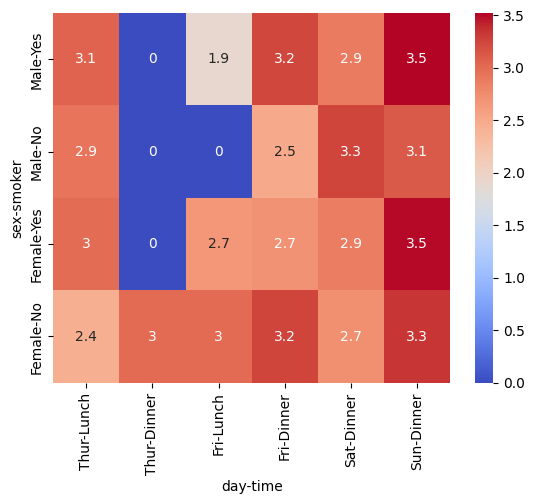 Male-Yes 3.1 0 1.9 3.2 2.9 3.5
Male-No 2.9 0 0 2.5 3.3 3.1
Female-Yes 3 0 2.7 2.7 2.9 3.5
Female-No 2.4 3 3 3.2 2.7 3.3
sex-smoker
Thur-Lunch
Thur-Dinner
Fri-Lunch
Fri-Dinner
Sat-Dinner
Sun-Dinner
day-time
3.5
3.0
2.5
2.0
1.5
1.0
0.5
0.0